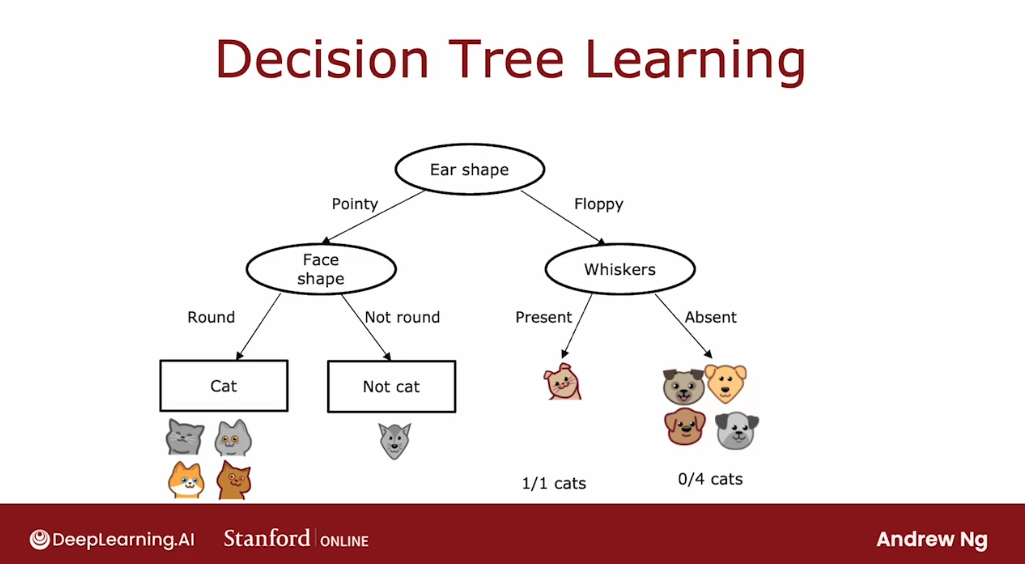 Decision Tree Learning
Ear shape
Pointy
Floppy
Face
shape
Whiskers
Round
Not round
Present
Absent
Cat
Not cat
1/1 cats
0/4 cats
DeepLearning.AI
Stanford | ONLINE
Andrew Ng